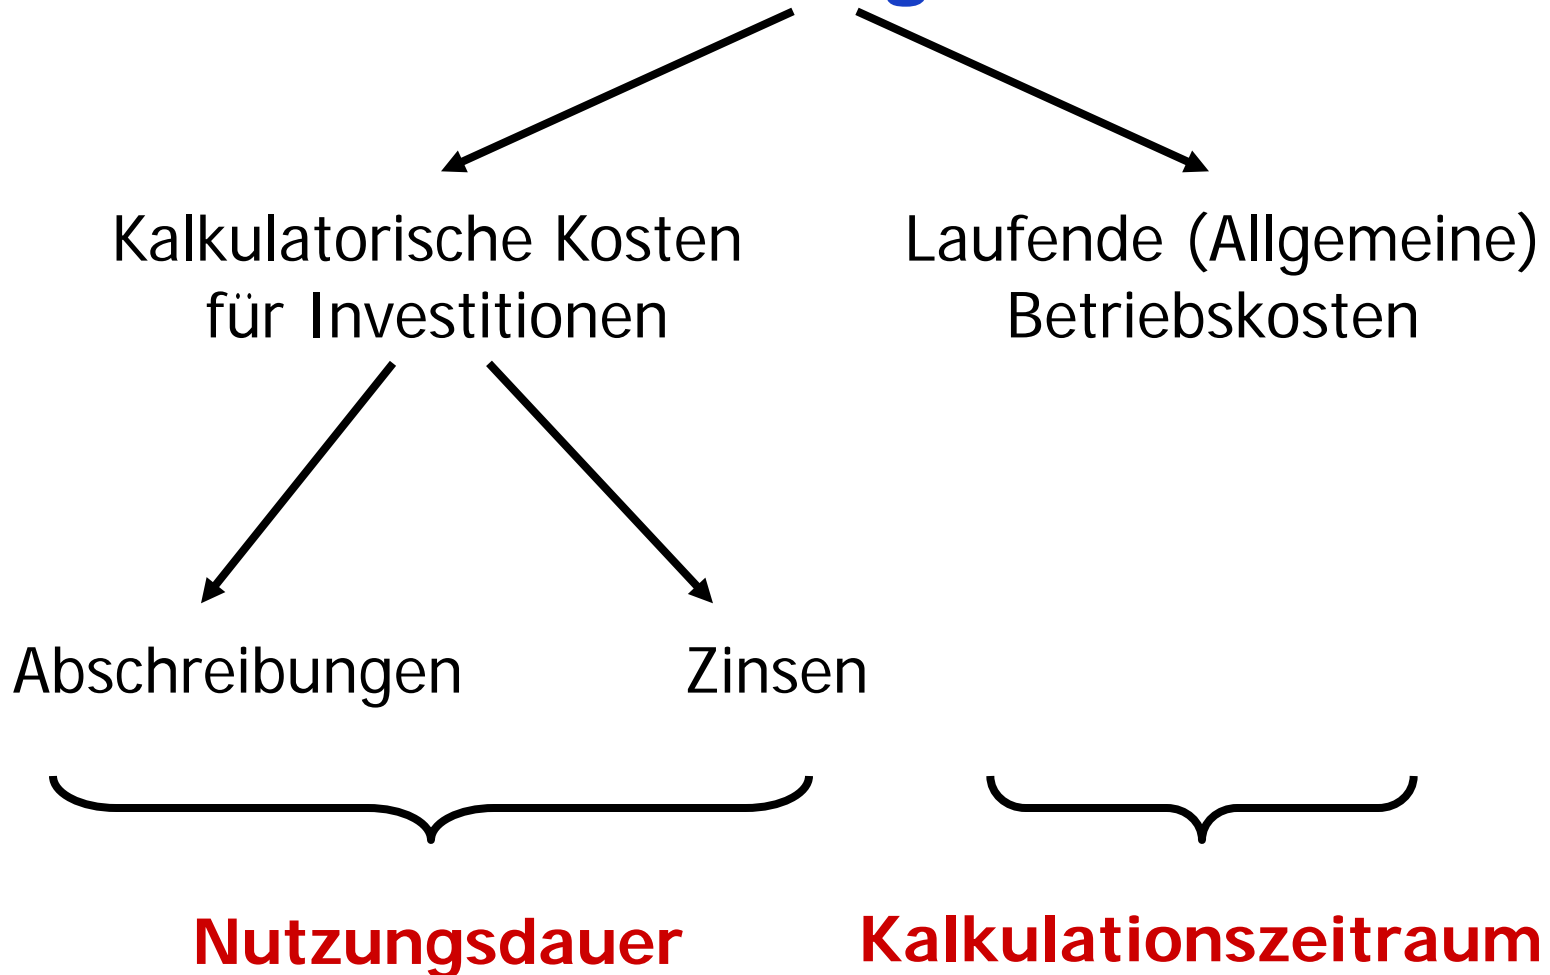 Kalkulatorische Kosten
für Investitionen
Laufende (Allgemeine)
Betriebskosten
Abschreibungen
Zinsen
Nutzungsdauer
Kalkulationszeitraum